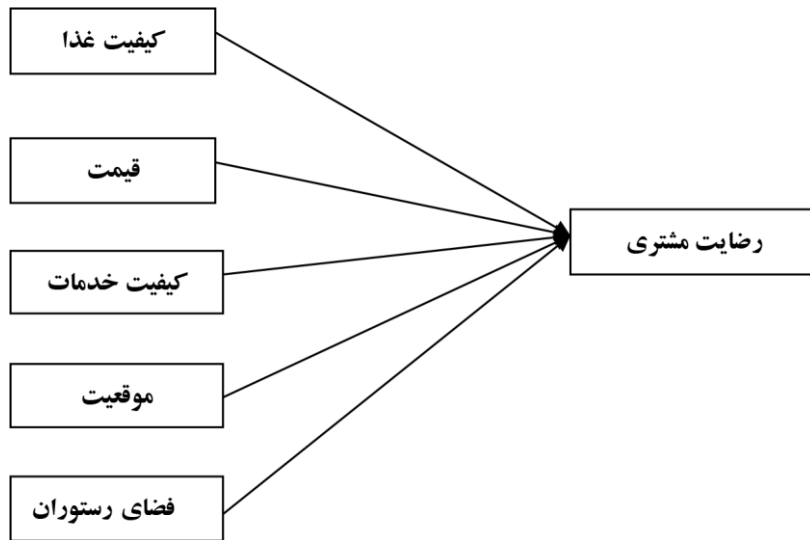 کیفیت غذا
قیمت
کیفیت خدمات
موقعیت
فضای رستوران
رضایت مشتری